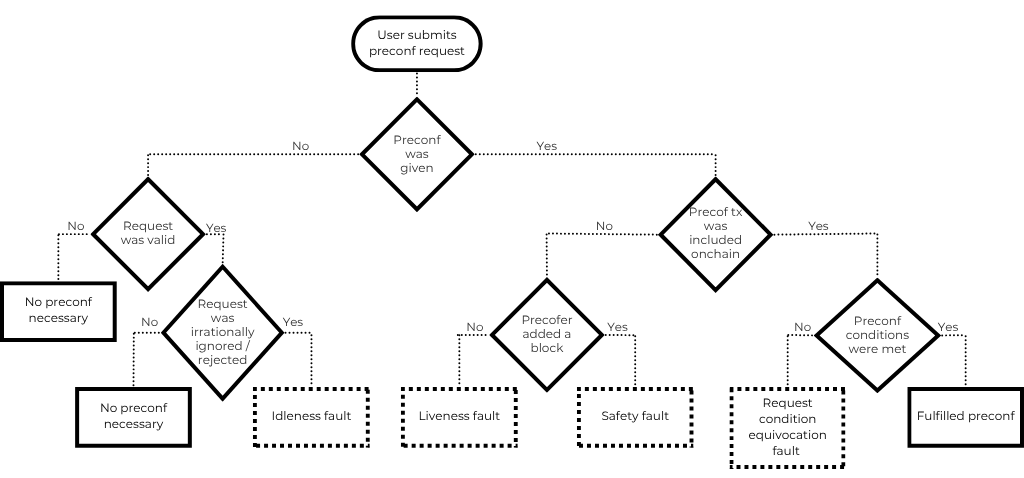 User submits
preconf request
Preconf
was
given
No
Yes
Request
was valid
Precof tx
was
included
onchain
No
Yes
No
Yes
No preconf
necessary
Request
was
irrationally
ignored /
rejected
Precofer
added a
block
Preconf
conditions
were met
No
Yes
No
Yes
No
Yes
No preconf
necessary
Idleness fault
Liveness fault
Safety fault
Request
condition
equivocation
fault
Fulfilled preconf